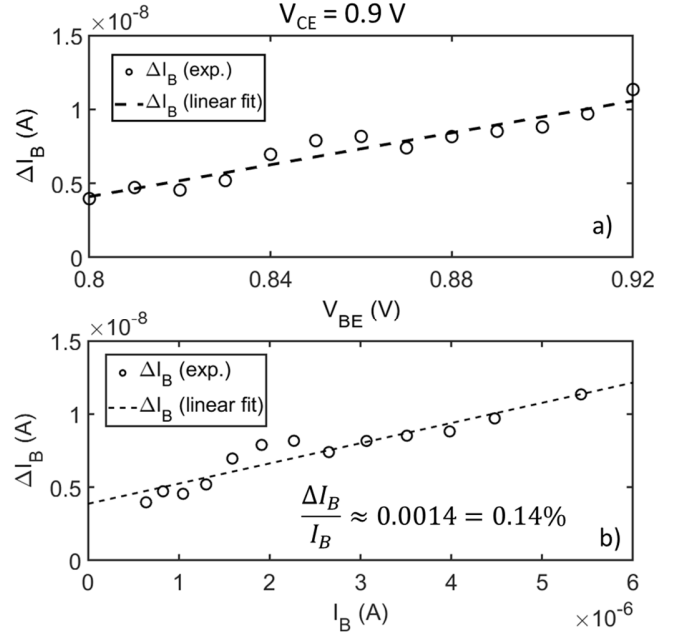 V_CE = 0.9 V
×10^-8
1.5
1
0.5
0
ΔI_B (A)
ΔI_B (exp.)
ΔI_B (linear fit)
a)
0.8 0.84 0.88 0.92
V_BE (V)
×10^-8
1.5
1
0.5
0
ΔI_B (A)
ΔI_B (exp.)
ΔI_B (linear fit)
ΔI_B/I_B ≈ 0.0014 = 0.14%
b)
0 1 2 3 4 5 6
I_B (A)
×10^-6